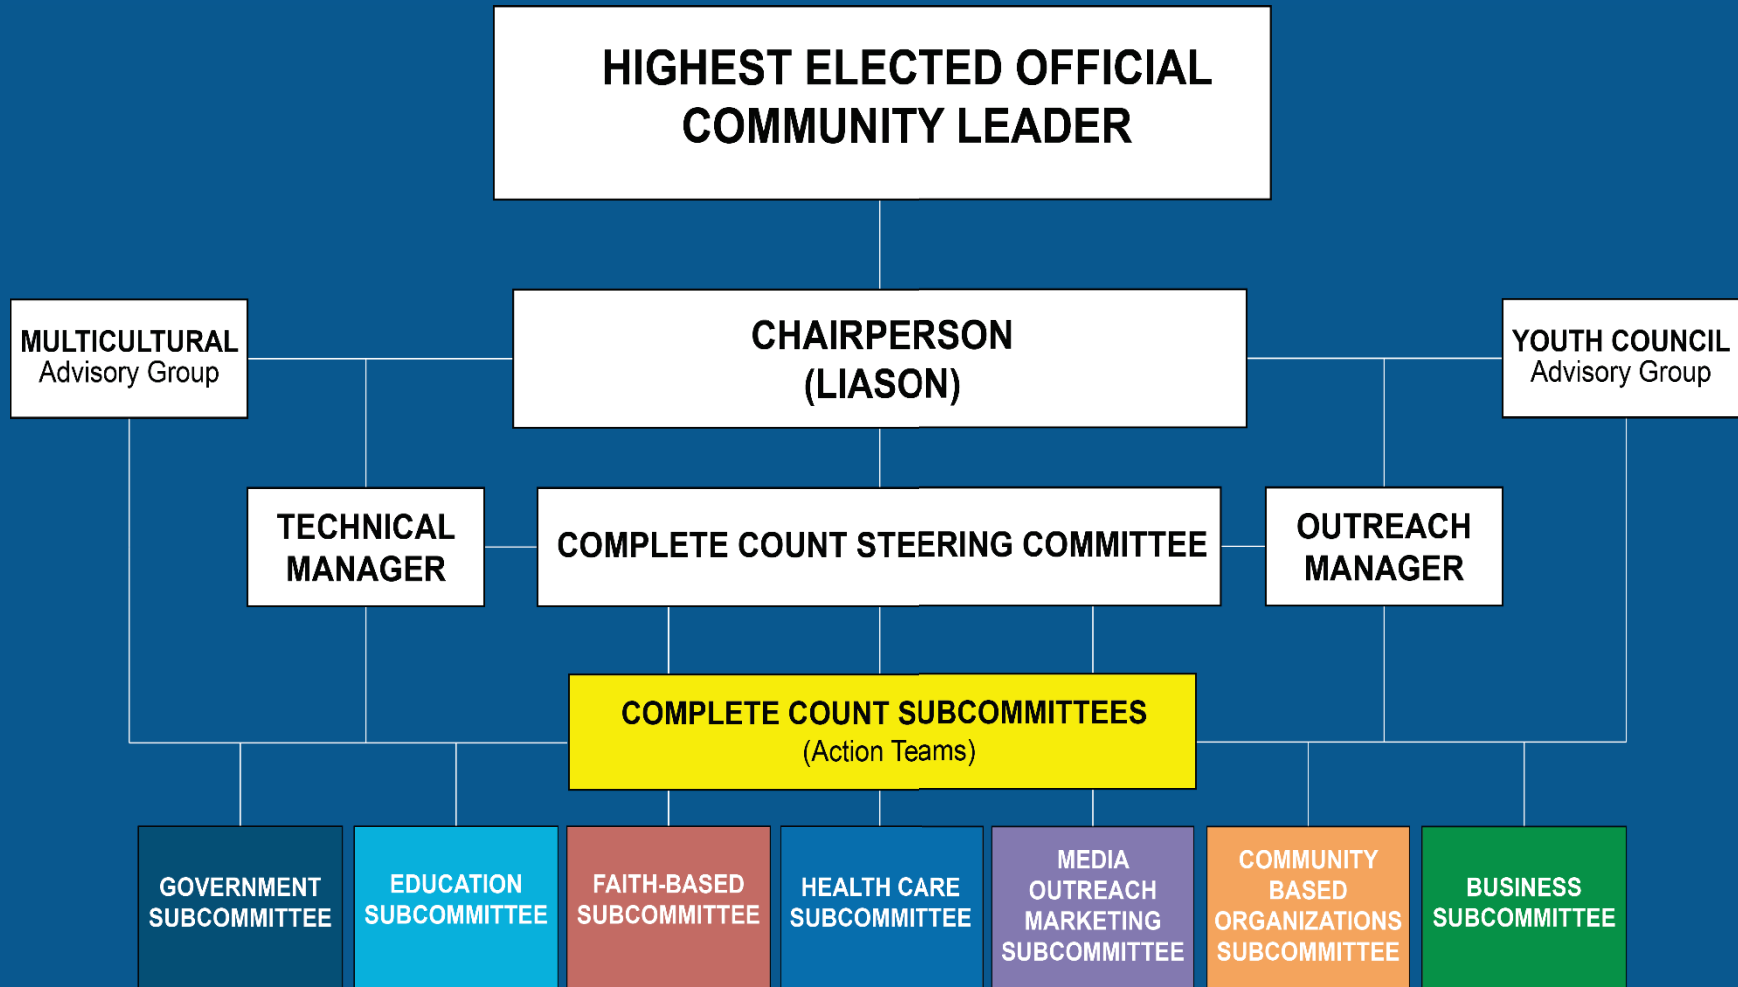 HIGHEST ELECTED OFFICIAL
COMMUNITY LEADER
MULTICULTURAL
Advisory Group
CHAIRPERSON
(LIASON)
YOUTH COUNCIL
Advisory Group
TECHNICAL
MANAGER
COMPLETE COUNT STEERING COMMITTEE
OUTREACH
MANAGER
COMPLETE COUNT SUBCOMMITTEES
(Action Teams)
GOVERNMENT
SUBCOMMITTEE
EDUCATION
SUBCOMMITTEE
FAITH-BASED
SUBCOMMITTEE
HEALTH CARE
SUBCOMMITTEE
MEDIA
OUTREACH
MARKETING
SUBCOMMITTEE
COMMUNITY
BASED
ORGANIZATIONS
SUBCOMMITTEE
BUSINESS
SUBCOMMITTEE